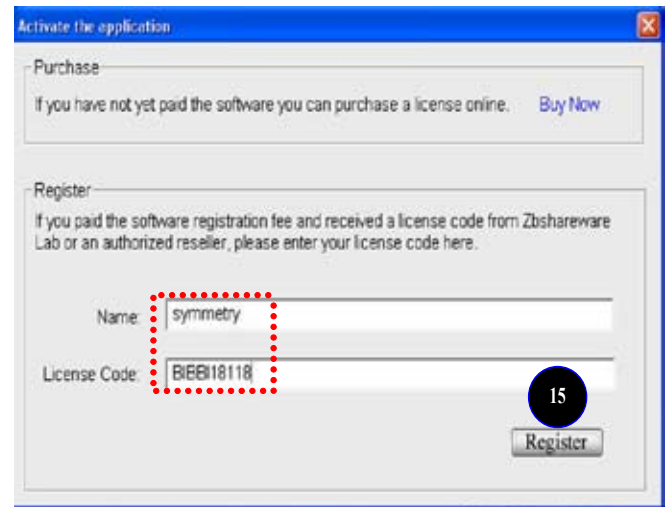 Activate the application
Purchase
If you have not yet paid the software you can purchase a license online. Buy Now
Register
If you paid the software registration fee and received a license code from Zbshareware
Lab or an authorized reseller, please enter your license code here.
Name: symmetry
License Code: BIEBI18118
15
Register